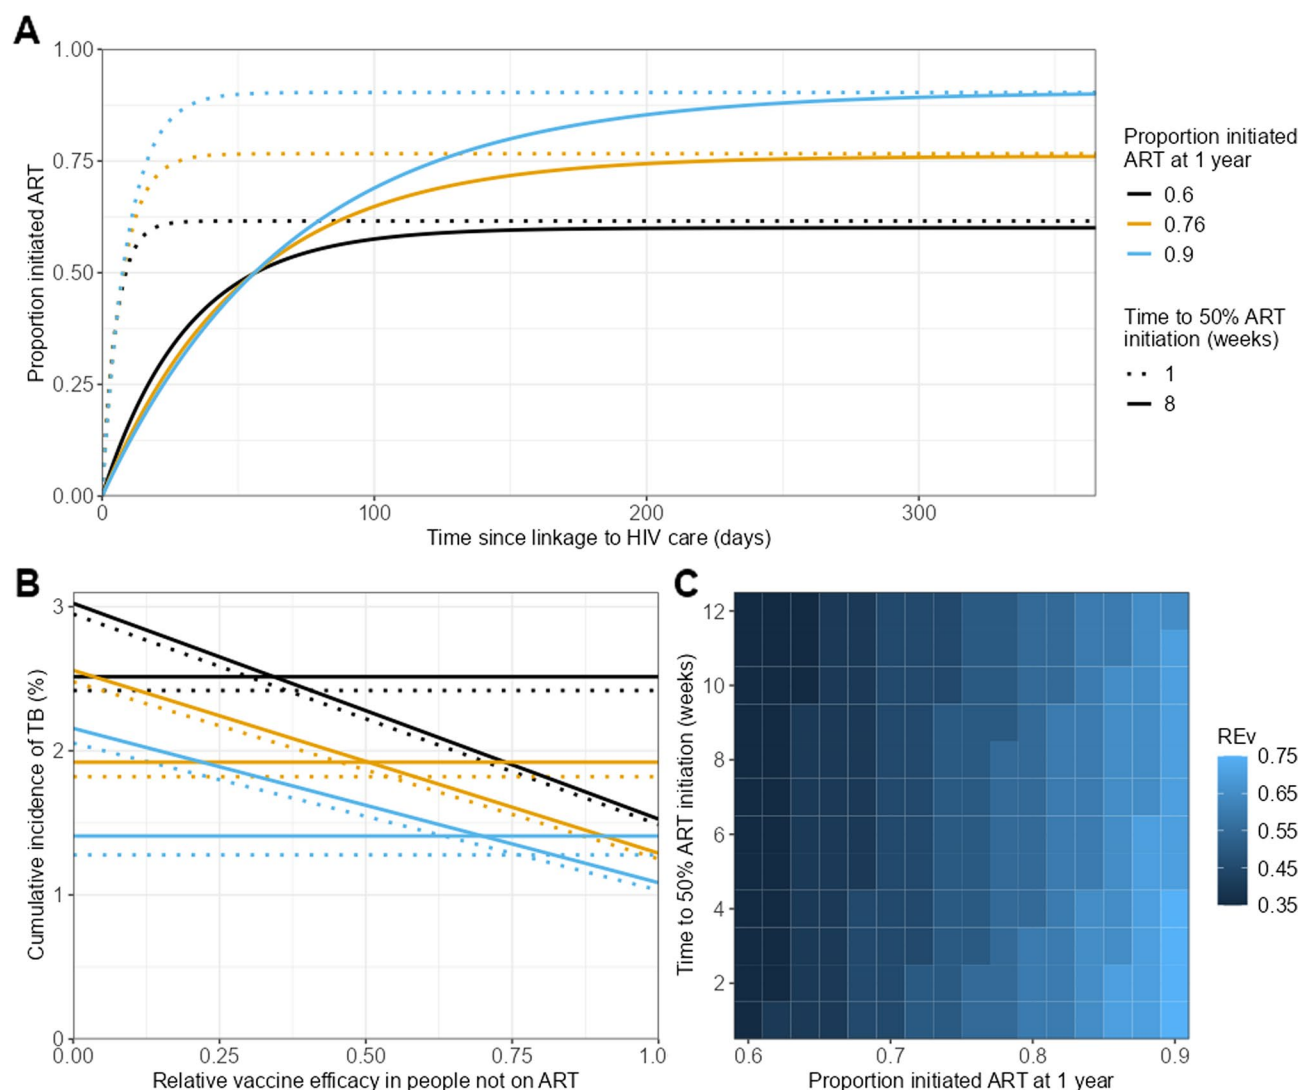 A
1.00
0.75
0.50
0.25
0.00
Proportion initiated ART
0
100
200
300
Time since linkage to HIV care (days)
Proportion initiated
ART at 1 year
0.6
0.76
0.9
Time to 50% ART
initiation (weeks)
1
8
B
3
2
1
0
Cumulative incidence of TB (%)
0.00
0.25
0.50
0.75
1.0
Relative vaccine efficacy in people not on ART
C
12
10
8
6
4
2
Time to 50% ART initiation (weeks)
0.6
0.7
0.8
0.9
Proportion initiated ART at 1 year
REv
0.75
0.65
0.55
0.45
0.35